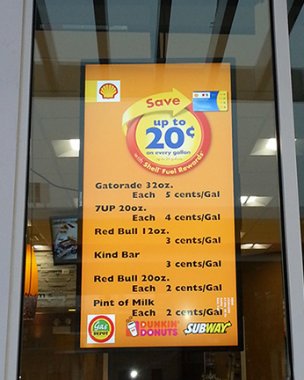 Save
up to
20¢
on every gallon
with Shell Fuel Rewards
Gatorade 32oz.
Each 5 cents/Gal
7UP 20oz.
Each 4 cents/Gal
Red Bull 12oz.
3 cents/Gal
Kind Bar
3 cents/Gal
Red Bull 20oz.
Each 2 cents/Gal
Pint of Milk
Each 2 cents/Gal
Gas DEPOT
DUNKIN'
DONUTS
SUBWAY